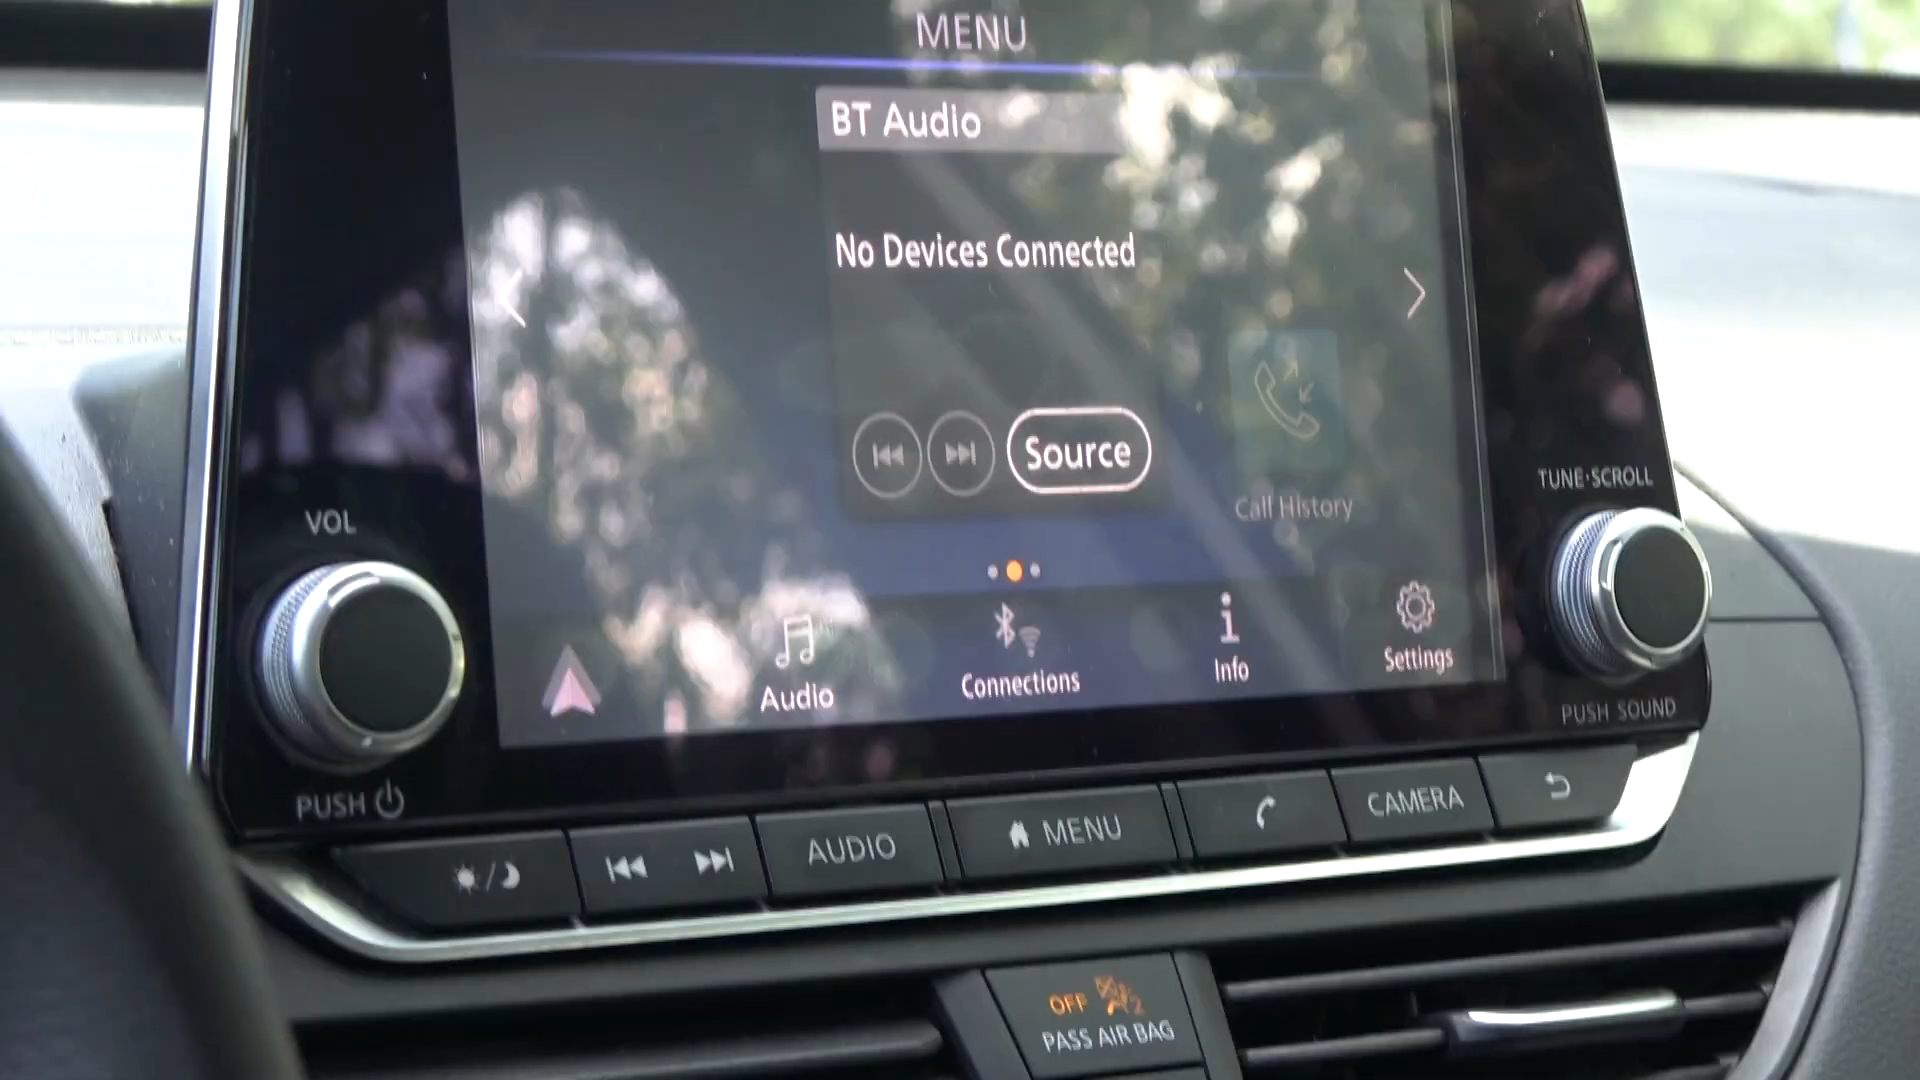 MENU
BT Audio
No Devices Connected
Source
Call History
VOL
TUNE·SCROLL
Audio
Connections
Info
Settings
PUSH
PUSH SOUND
AUDIO
MENU
CAMERA
OFF
PASS AIR BAG